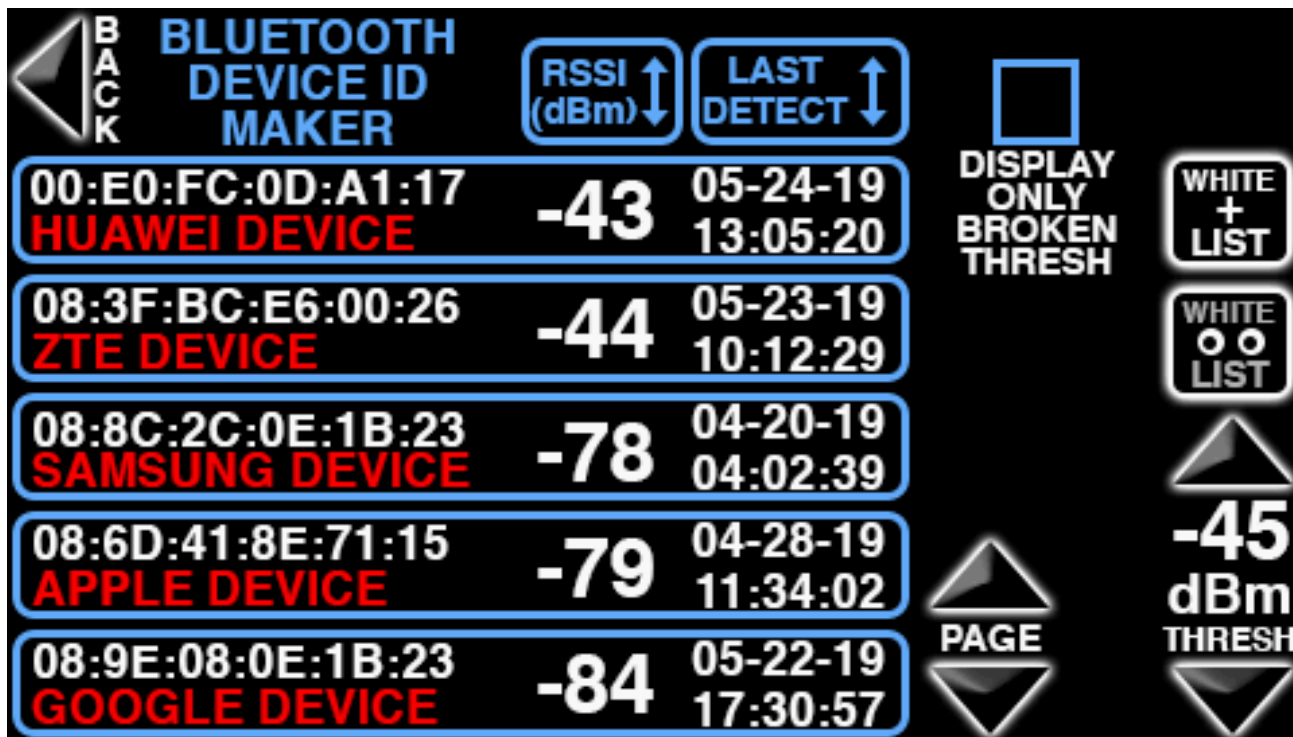 BACK
BLUETOOTH
DEVICE ID
MAKER
RSSI
(dBm)
LAST
DETECT
00:E0:FC:0D:A1:17
HUAWEI DEVICE
-43
05-24-19
13:05:20
08:3F:BC:E6:00:26
ZTE DEVICE
-44
05-23-19
10:12:29
08:8C:2C:0E:1B:23
SAMSUNG DEVICE
-78
04-20-19
04:02:39
08:6D:41:8E:71:15
APPLE DEVICE
-79
04-28-19
11:34:02
08:9E:08:0E:1B:23
GOOGLE DEVICE
-84
05-22-19
17:30:57
DISPLAY
ONLY
BROKEN
THRESH
PAGE
WHITE
+
LIST
WHITE
LIST
-45
dBm
THRESH